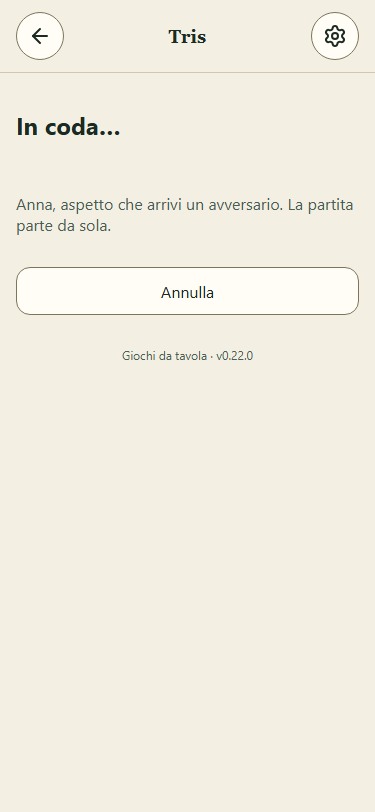 Tris
In coda...
Anna, aspetto che arrivi un avversario. La partita
parte da sola.
Annulla
Giochi da tavola · v0.22.0